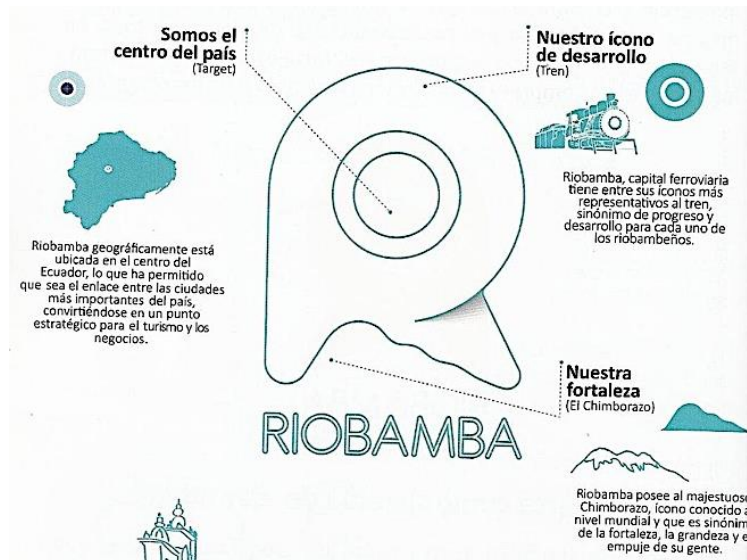 Somos el
centro del país
(Target)
Nuestro ícono
de desarrollo
(Tren)
Riobamba geográficamente está
ubicada en el centro del
Ecuador, lo que ha permitido
que sea el enlace entre las ciudades
más importantes del país,
convirtiéndose en un punto
estratégico para el turismo y los
negocios.
Riobamba, capital ferroviaria
tiene entre sus íconos más
representativos al tren,
sinónimo de progreso y
desarrollo para cada uno de
los riobambeños.
Nuestra
fortaleza
(El Chimborazo)
RIOBAMBA
Riobamba posee al majestuoso
Chimborazo, ícono conocido a
nivel mundial y que es sinónim
de la fortaleza, la grandeza y e
empuje de su gente.